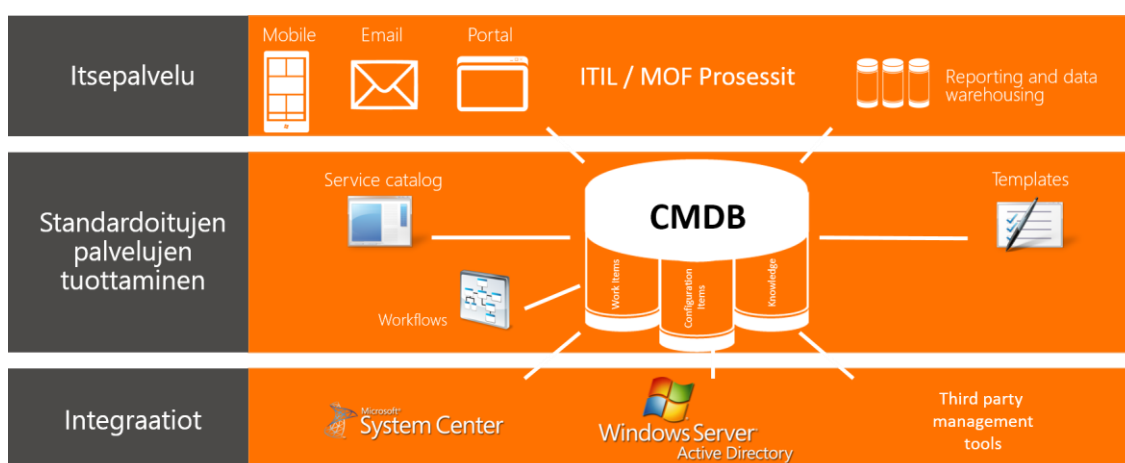 Itsepalvelu
Mobile
Email
Portal
ITIL / MOF Prosessit
Reporting and data
warehousing
Standardoitujen
palvelujen
tuottaminen
Service catalog
Workflows
CMDB
Work Items
Configuration
Items
Knowledge
Templates
Integraatiot
Microsoft
System Center
Windows Server
Active Directory
Third party
management
tools